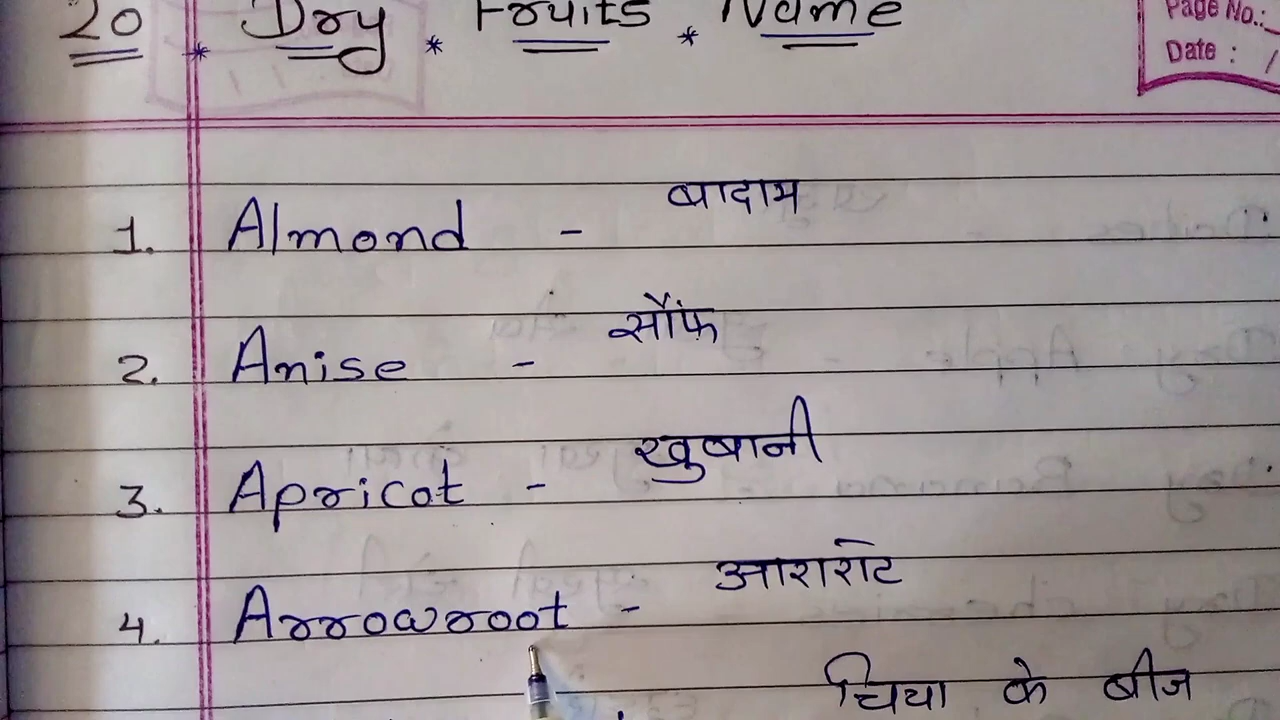 20 * Dry * Fruits * Name
Page No.:
Date : /
1. Almond - बादाम
2. Anise - सौंफ
3. Apricot - खुबानी
4. Arrowroot - आरारोट
चिया के बीज